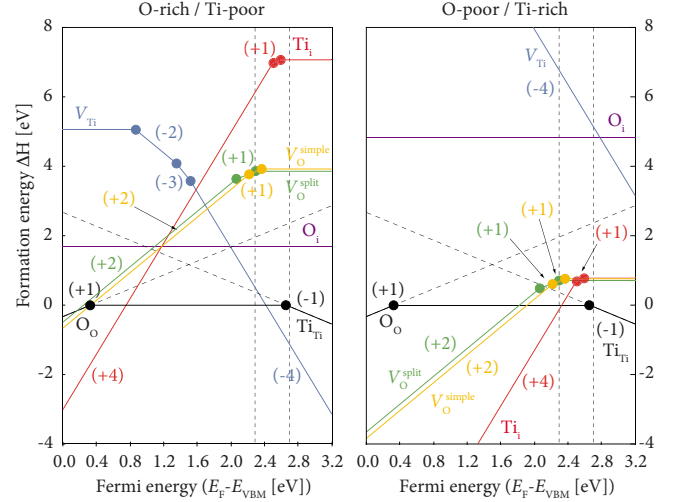 O-rich / Ti-poor
O-poor / Ti-rich
Formation energy ΔH [eV]
8
6
4
2
0
-2
-4
0.0 0.4 0.8 1.2 1.6 2.0 2.4 2.8 3.2
Fermi energy (E_F-E_VBM [eV])
(+1) Ti_i
V_Ti
(-2)
(-3)
(+1) V_O^simple
(+1) V_O^split
(+2)
O_i
(+2)
(+1)
(-1)
O_O
Ti_Ti
(+4)
(-4)
8
6
4
2
0
-2
-4
0.0 0.4 0.8 1.2 1.6 2.0 2.4 2.8 3.2
Fermi energy (E_F-E_VBM [eV])
V_Ti
(-4)
O_i
(+1)
(+1)
(+1)
(+1)
O_O
(-1)
Ti_Ti
(+2)
V_O^split
(+2)
V_O^simple
(+4)
Ti_i